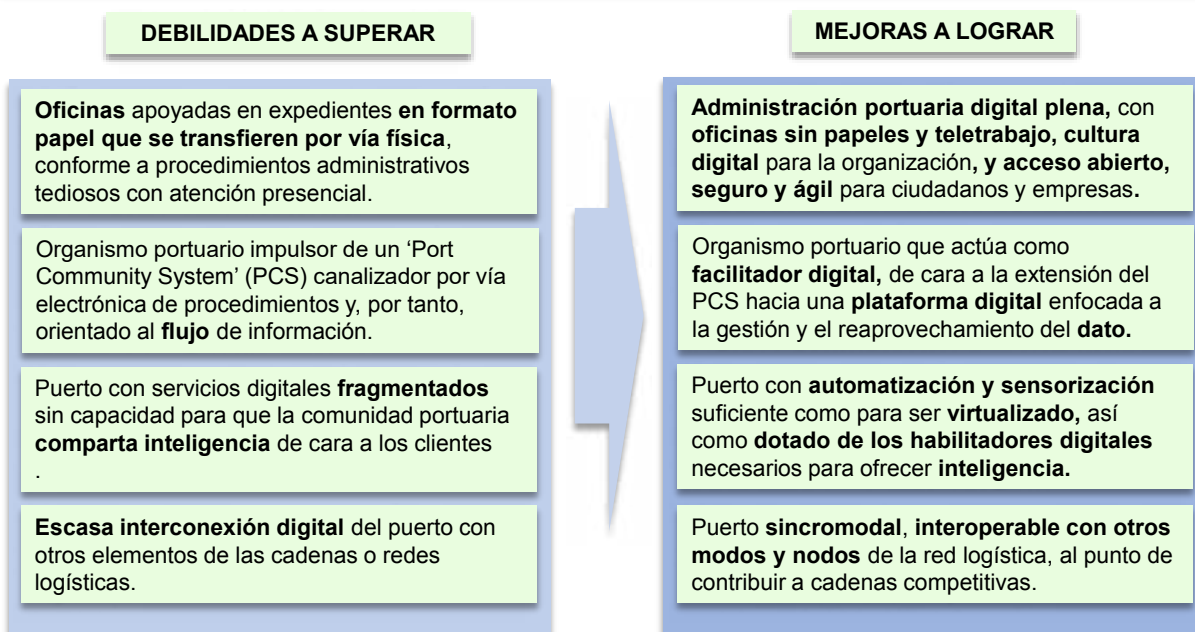 DEBILIDADES A SUPERAR
Oficinas apoyadas en expedientes en formato
papel que se transfieren por vía física,
conforme a procedimientos administrativos
tediosos con atención presencial.
Organismo portuario impulsor de un ‘Port
Community System’ (PCS) canalizador por vía
electrónica de procedimientos y, por tanto,
orientado al flujo de información.
Puerto con servicios digitales fragmentados
sin capacidad para que la comunidad portuaria
comparta inteligencia de cara a los clientes
.
Escasa interconexión digital del puerto con
otros elementos de las cadenas o redes
logísticas.
MEJORAS A LOGRAR
Administración portuaria digital plena, con
oficinas sin papeles y teletrabajo, cultura
digital para la organización, y acceso abierto,
seguro y ágil para ciudadanos y empresas.
Organismo portuario que actúa como
facilitador digital, de cara a la extensión del
PCS hacia una plataforma digital enfocada a
la gestión y el reaprovechamiento del dato.
Puerto con automatización y sensorización
suficiente como para ser virtualizado, así
como dotado de los habilitadores digitales
necesarios para ofrecer inteligencia.
Puerto sincromodal, interoperable con otros
modos y nodos de la red logística, al punto de
contribuir a cadenas competitivas.